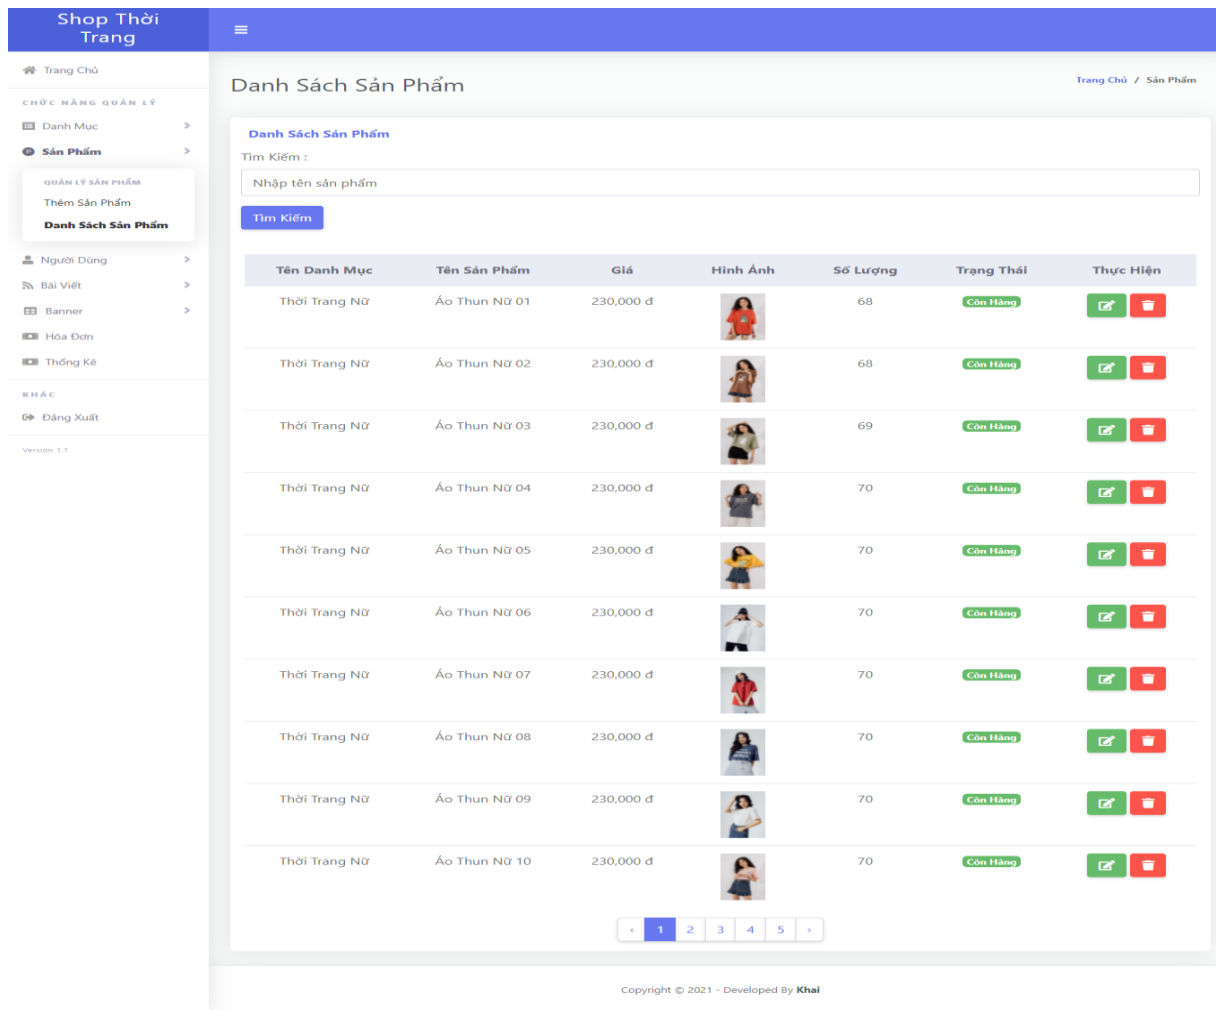 Shop Thời
Trang
Trang Chủ
CHỨC NĂNG QUẢN LÝ
Danh Mục
Sản Phẩm
QUẢN LÝ SẢN PHẨM
Thêm Sản Phẩm
Danh Sách Sản Phẩm
Người Dùng
Bài Viết
Banner
Hóa Đơn
Thống Kê
KHÁC
Đăng Xuất
Version 1.1
Danh Sách Sản Phẩm
Trang Chủ / Sản Phẩm
Danh Sách Sản Phẩm
Tìm Kiếm :
Nhập tên sản phẩm
Tìm Kiếm
Tên Danh Mục Tên Sản Phẩm Giá Hình Ảnh Số Lượng Trạng Thái Thực Hiện
Thời Trang Nữ Áo Thun Nữ 01 230,000 đ 68 Còn Hàng
Thời Trang Nữ Áo Thun Nữ 02 230,000 đ 68 Còn Hàng
Thời Trang Nữ Áo Thun Nữ 03 230,000 đ 69 Còn Hàng
Thời Trang Nữ Áo Thun Nữ 04 230,000 đ 70 Còn Hàng
Thời Trang Nữ Áo Thun Nữ 05 230,000 đ 70 Còn Hàng
Thời Trang Nữ Áo Thun Nữ 06 230,000 đ 70 Còn Hàng
Thời Trang Nữ Áo Thun Nữ 07 230,000 đ 70 Còn Hàng
Thời Trang Nữ Áo Thun Nữ 08 230,000 đ 70 Còn Hàng
Thời Trang Nữ Áo Thun Nữ 09 230,000 đ 70 Còn Hàng
Thời Trang Nữ Áo Thun Nữ 10 230,000 đ 70 Còn Hàng
‹ 1 2 3 4 5 ›
Copyright © 2021 - Developed By Khai